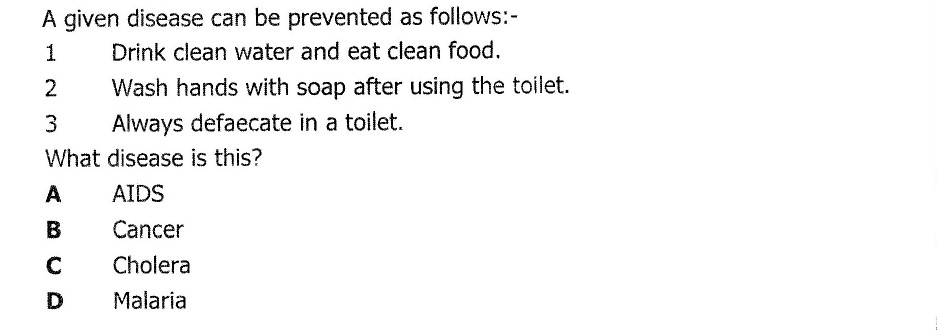 A given disease can be prevented as follows:-
1 Drink clean water and eat clean food.
2 Wash hands with soap after using the toilet.
3 Always defaecate in a toilet.
What disease is this?
A AIDS
B Cancer
C Cholera
D Malaria